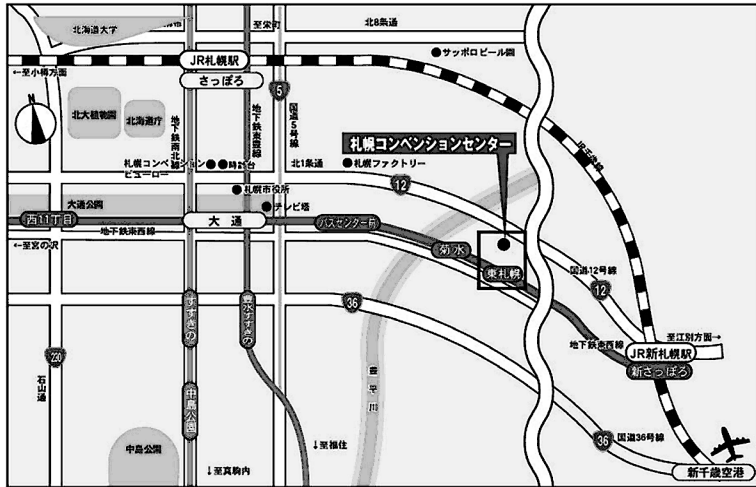 北海道大学
至栄町
北8条通
JR札幌駅
さっぽろ
サッポロビール園
←至小樽方面
N
北大植物園
北海道庁
地下鉄南北線
地下鉄東豊線
5
国道5号線
JR千歳線
札幌コンベンションセンター
札幌コンベンション
ビューロー
時計台
北1条通
札幌ファクトリー
12
大通公園
札幌市役所
テレビ塔
西11丁目
大通
バスセンター前
地下鉄東西線
←至宮の沢
菊水
東札幌
国道12号線
12
すすきの
豊水すすきの
36
230
石山通
豊平川
地下鉄東西線
至江別方面→
JR新札幌駅
新さっぽろ
中島公園
中島公園
↓至福住
↓至真駒内
36
国道36号線
新千歳空港